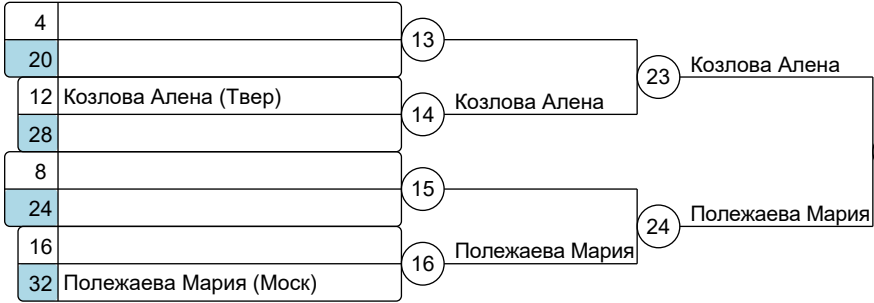 4
13
20
23 Козлова Алена
12 Козлова Алена (Твер)
14 Козлова Алена
28
8
15
24
24 Полежаева Мария
16
16 Полежаева Мария
32 Полежаева Мария (Моск)